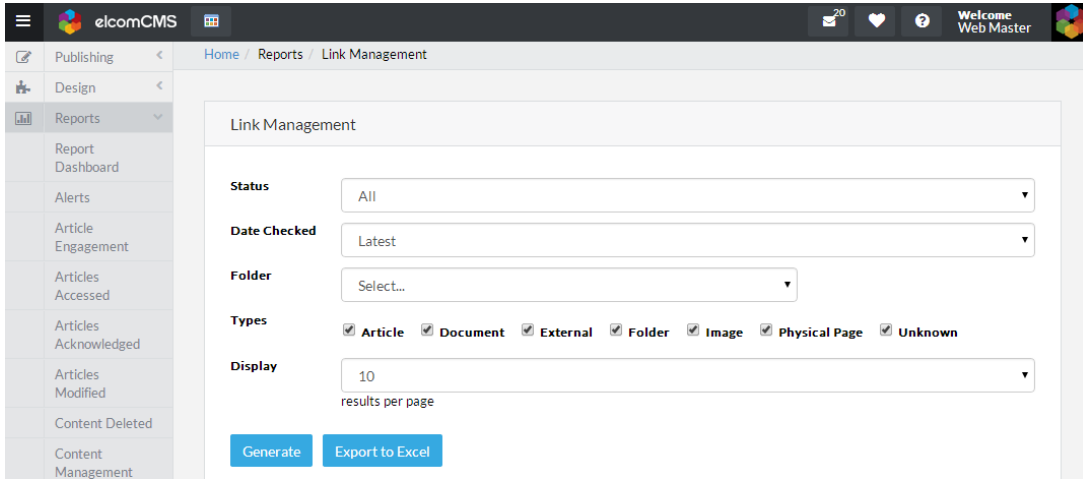 elcomCMS
20
Welcome
Web Master
Home / Reports / Link Management
Publishing
Design
Reports
Report
Dashboard
Alerts
Article
Engagement
Articles
Accessed
Articles
Acknowledged
Articles
Modified
Content Deleted
Content
Management
Link Management
Status
All
Date Checked
Latest
Folder
Select...
Types
Article Document External Folder Image Physical Page Unknown
Display
10
results per page
Generate Export to Excel